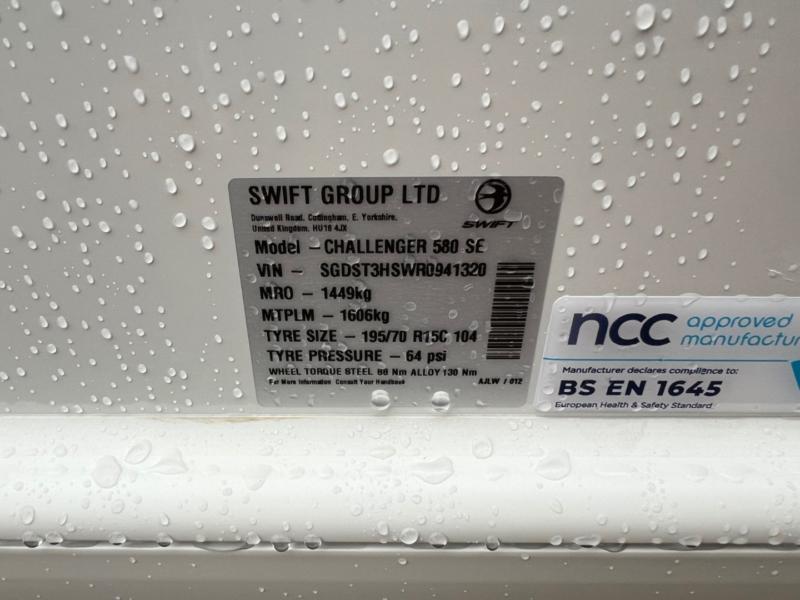 SWIFT GROUP LTD
SWIFT
Dunswell Road, Cottingham, E. Yorkshire,
United Kingdom. HU16 4JX
Model - CHALLENGER 580 SE
VIN - SGDST3HSWR0941320
MRO - 1449kg
MTPLM - 1606kg
TYRE SIZE - 195/70 R15C 104
TYRE PRESSURE - 64 psi
WHEEL TORQUE STEEL 88 Nm ALLOY 130 Nm
For More Information Consult Your Handbook
AJLW / 012
ncc approved
manufactur
Manufacturer declares compliance to:
BS EN 1645
European Health & Safety Standard